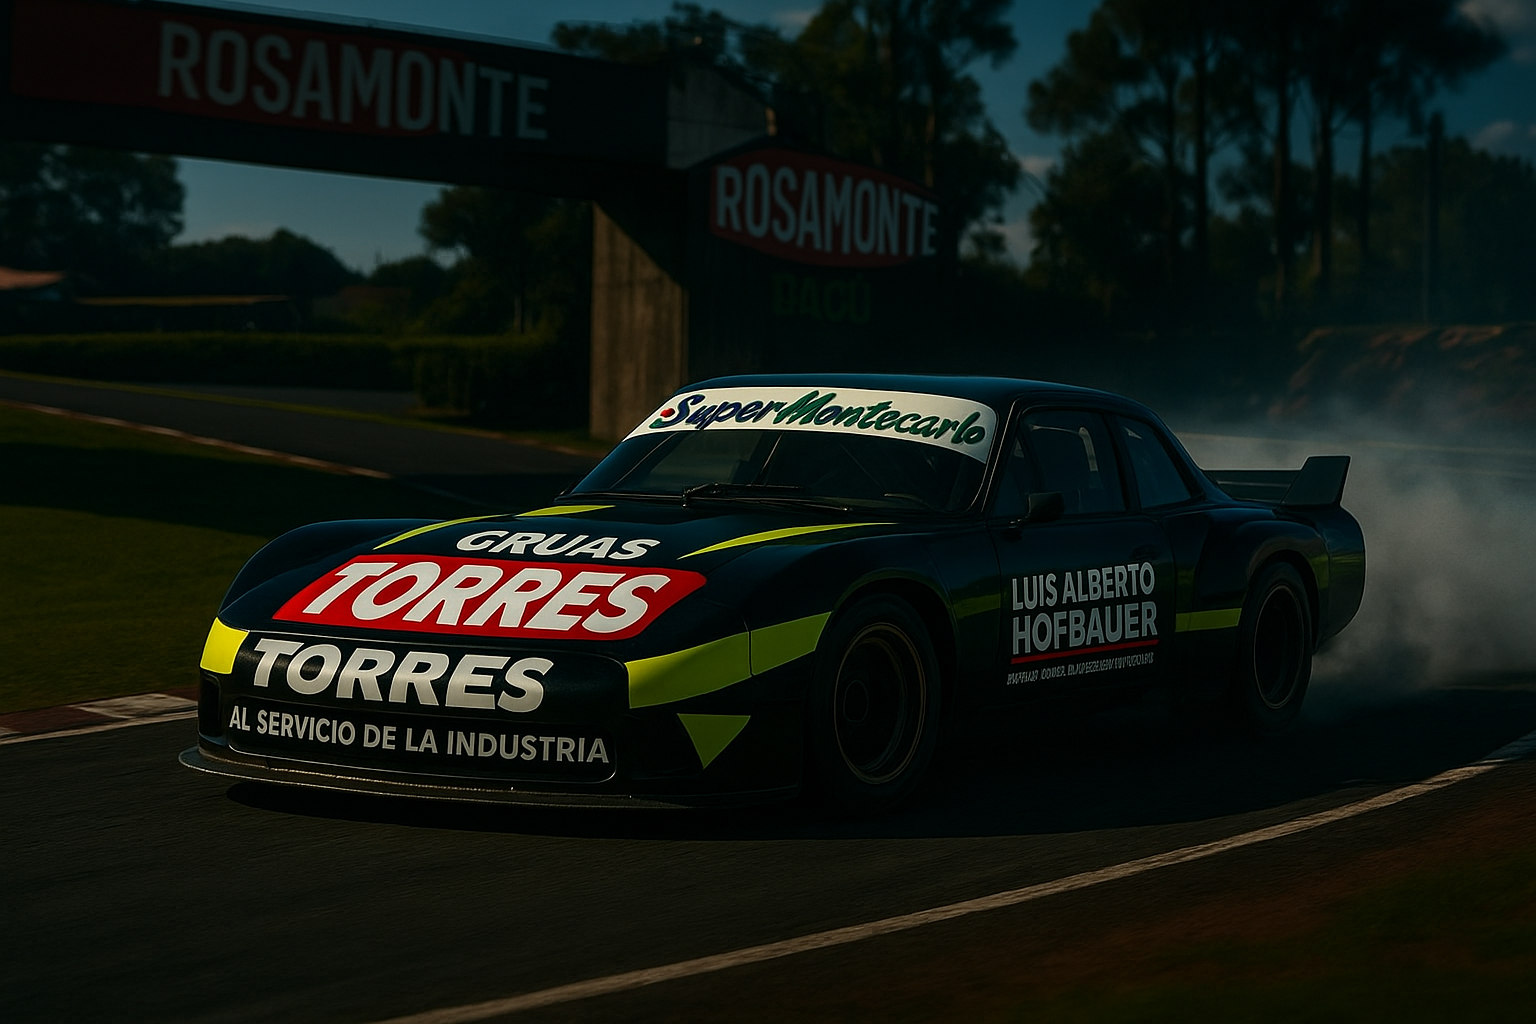 ROSAMONTE
ROSAMONTE
SuperMontecarlo
GRUAS
TORRES
TORRES
AL SERVICIO DE LA INDUSTRIA
LUIS ALBERTO
HOFBAUER